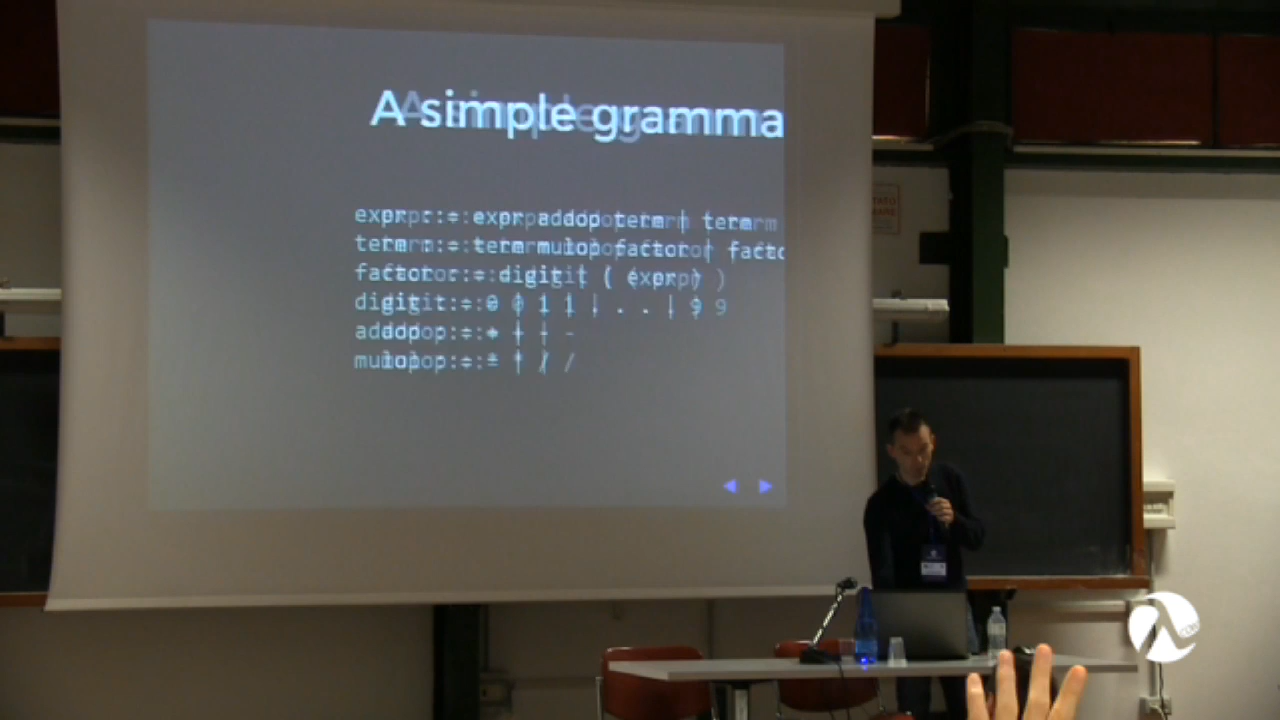 A simple gramma
expr ::= expr addop term | term
term ::= term mulop factor | facto
factor ::= digit | ( expr )
digit ::= 0 | 1 | . . | 9
addop ::= + | -
mulop ::= * | /